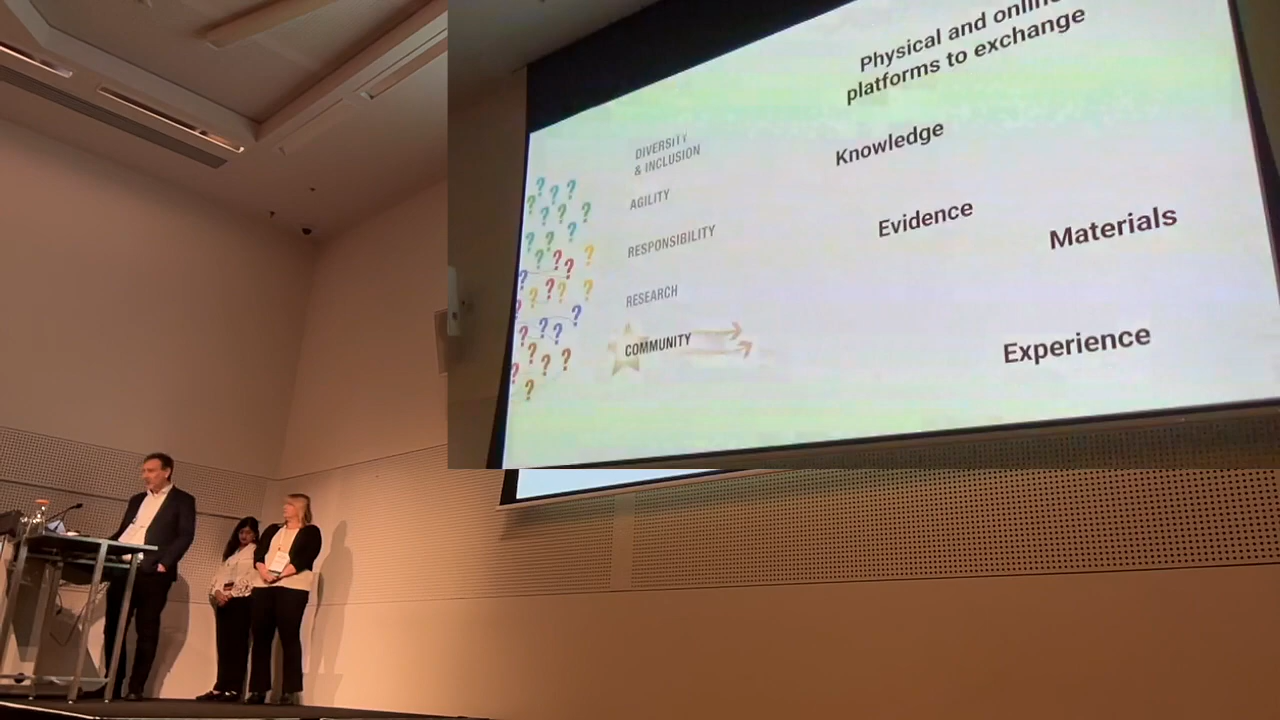 Physical and online
platforms to exchange
DIVERSITY
& INCLUSION
Knowledge
AGILITY
Evidence
Materials
RESPONSIBILITY
RESEARCH
COMMUNITY
Experience